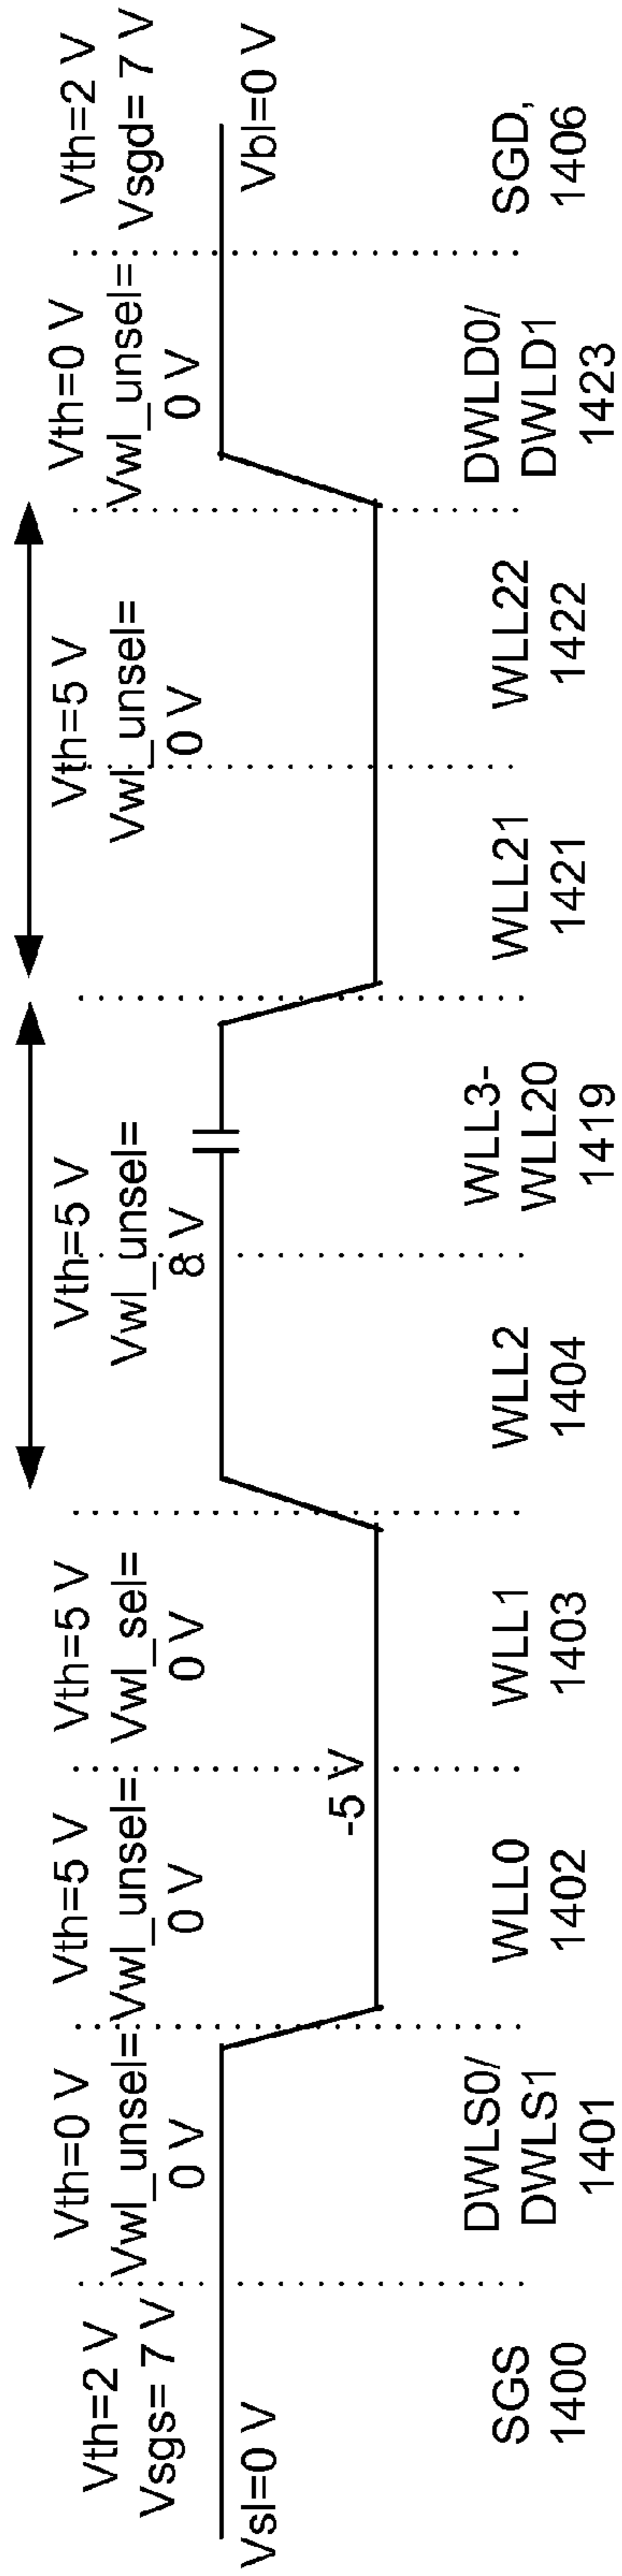 Vth=2 V
Vsgs= 7 V
Vsl=0 V
SGS
1400
Vth=0 V
Vwl_unsel=
0 V
DWLS0/
DWLS1
1401
Vth=5 V
Vwl_unsel=
0 V
WLL0
1402
-5 V
Vth=5 V
Vwl_sel=
0 V
WLL1
1403
Vth=5 V
Vwl_unsel=
8 V
WLL2
1404
WLL3-
WLL20
1419
Vth=5 V
Vwl_unsel=
0 V
WLL21
1421
WLL22
1422
Vth=0 V
Vwl_unsel=
0 V
DWLD0/
DWLD1
1423
Vth=2 V
Vsgd= 7 V
Vbl=0 V
SGD,
1406